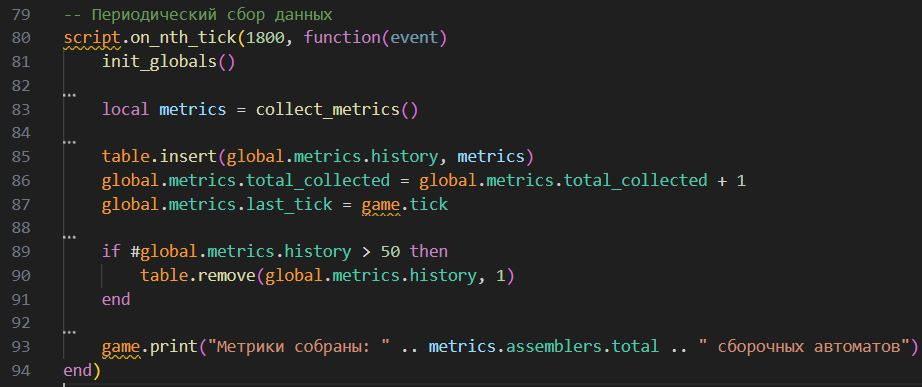 79 -- Периодический сбор данных
80 script.on_nth_tick(1800, function(event)
81     init_globals()
82
83     local metrics = collect_metrics()
84
85     table.insert(global.metrics.history, metrics)
86     global.metrics.total_collected = global.metrics.total_collected + 1
87     global.metrics.last_tick = game.tick
88
89     if #global.metrics.history > 50 then
90         table.remove(global.metrics.history, 1)
91     end
92
93     game.print("Метрики собраны: " .. metrics.assemblers.total .. " сборочных автоматов")
94 end)